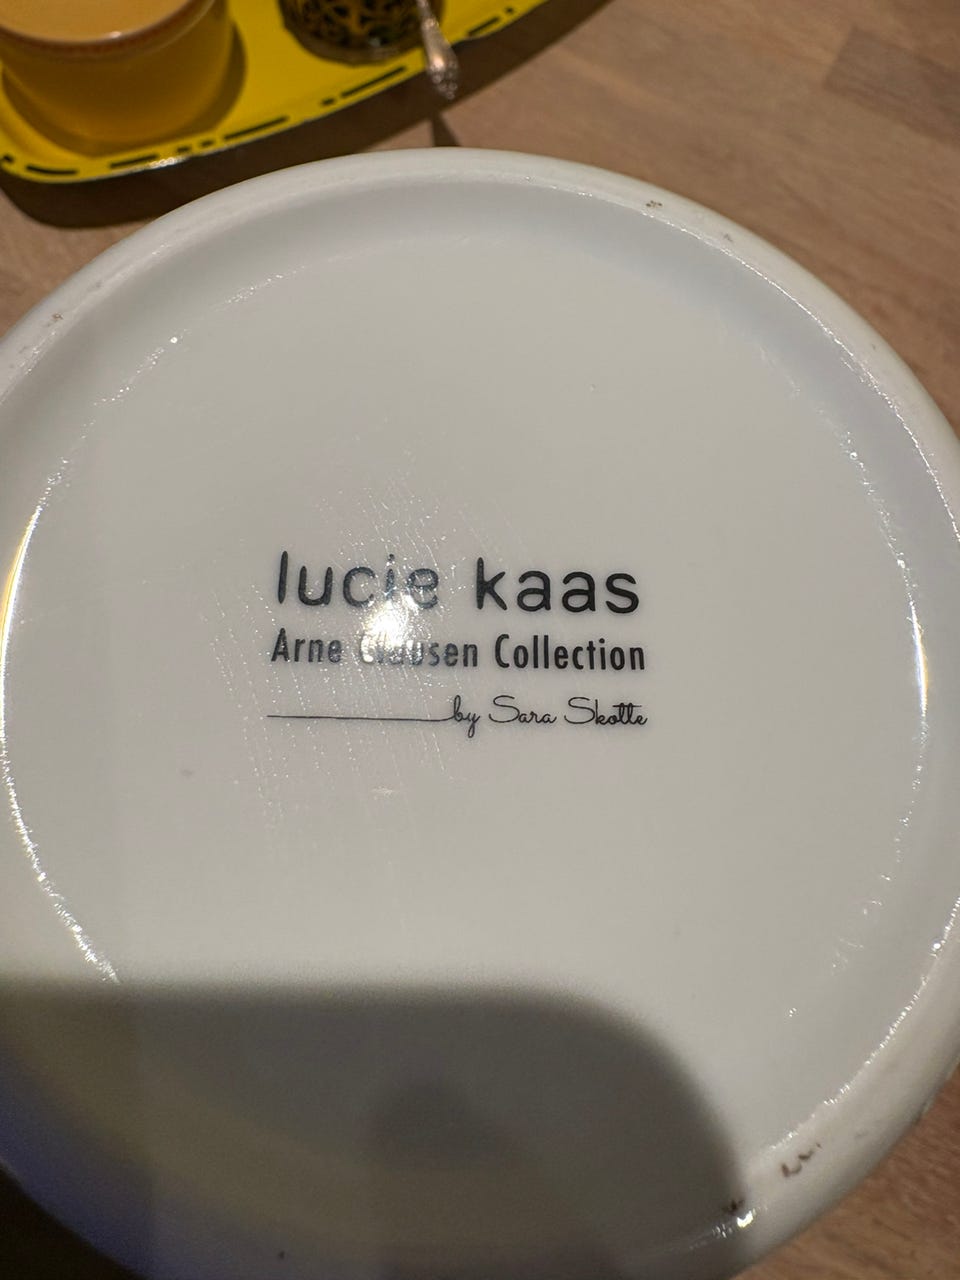 lucie kaas
Arne Clausen Collection
by Sara Skotte